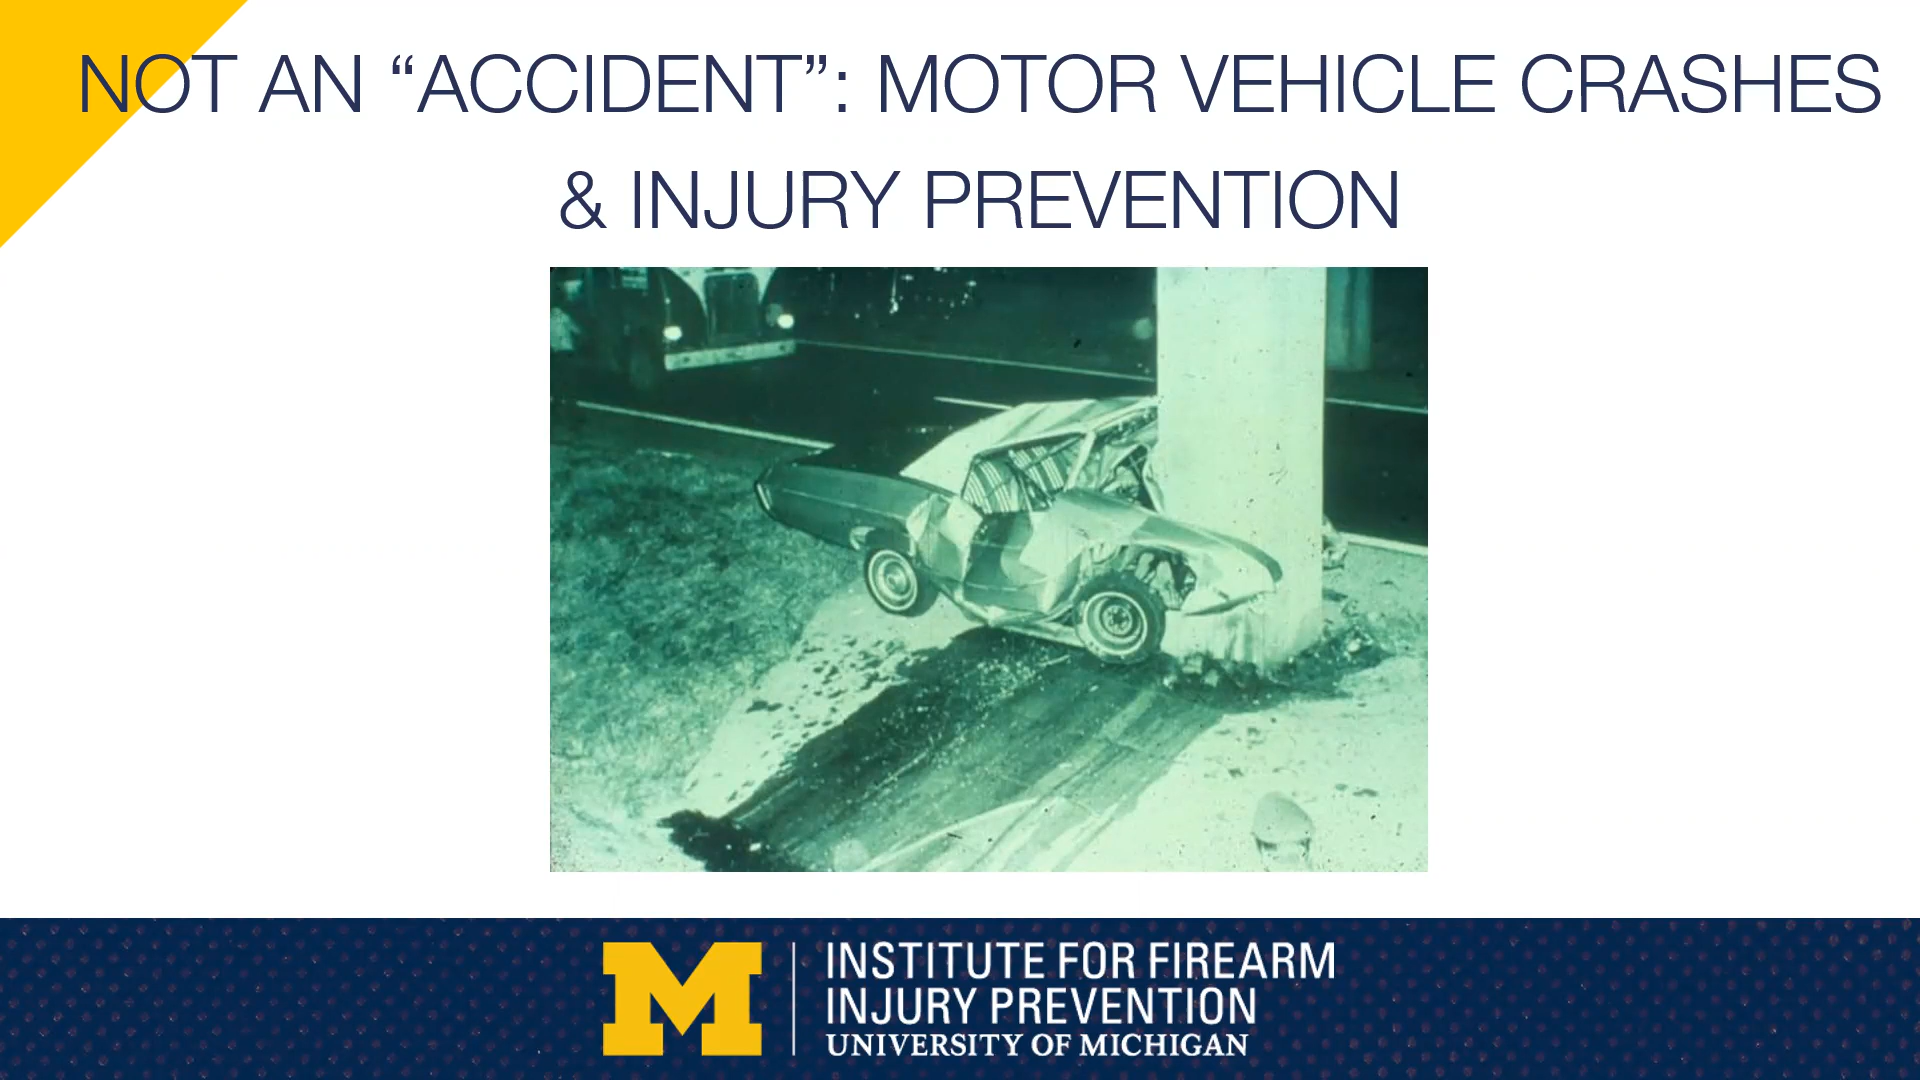 NOT AN “ACCIDENT”: MOTOR VEHICLE CRASHES
& INJURY PREVENTION
M
INSTITUTE FOR FIREARM
INJURY PREVENTION
UNIVERSITY OF MICHIGAN